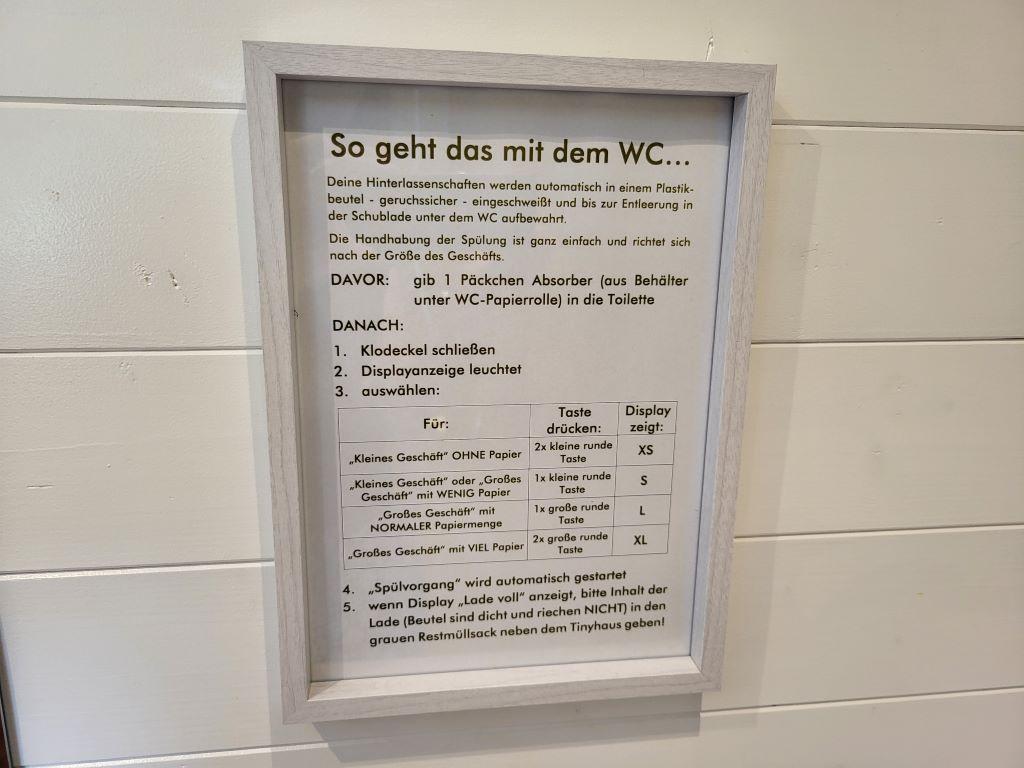 So geht das mit dem WC...
Deine Hinterlassenschaften werden automatisch in einem Plastik-
beutel - geruchssicher - eingeschweißt und bis zur Entleerung in
der Schublade unter dem WC aufbewahrt.
Die Handhabung der Spülung ist ganz einfach und richtet sich
nach der Größe des Geschäfts.
DAVOR: gib 1 Päckchen Absorber (aus Behälter
unter WC-Papierrolle) in die Toilette
DANACH:
1. Klodeckel schließen
2. Displayanzeige leuchtet
3. auswählen:
Für: Taste drücken: Display zeigt:
„Kleines Geschäft" OHNE Papier 2x kleine runde Taste XS
„Kleines Geschäft" oder „Großes Geschäft" mit WENIG Papier 1x kleine runde Taste S
„Großes Geschäft" mit NORMALER Papiermenge 1x große runde Taste L
„Großes Geschäft" mit VIEL Papier 2x große runde Taste XL
4. „Spülvorgang" wird automatisch gestartet
5. wenn Display „Lade voll" anzeigt, bitte Inhalt der
Lade (Beutel sind dicht und riechen NICHT) in den
grauen Restmüllsack neben dem Tinyhaus geben!